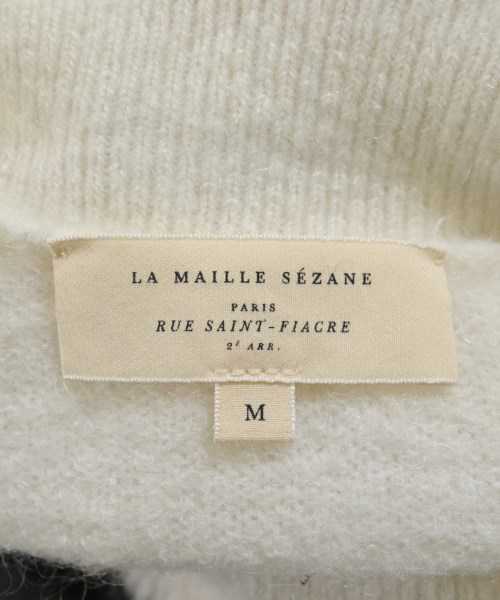 LA MAILLE SÉZANE
PARIS
RUE SAINT-FIACRE
2E ARR.
M